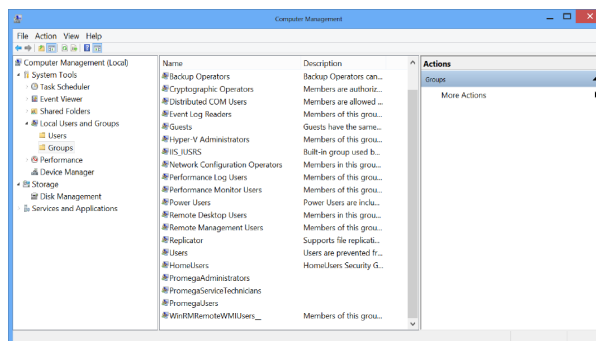 Computer Management
File Action View Help
Computer Management (Local)
System Tools
Task Scheduler
Event Viewer
Shared Folders
Local Users and Groups
Users
Groups
Performance
Device Manager
Storage
Disk Management
Services and Applications
Name Description
Backup Operators Backup Operators can...
Cryptographic Operators Members are authoriz...
Distributed COM Users Members are allowed ...
Event Log Readers Members of this grou...
Guests Guests have the same...
Hyper-V Administrators Members of this grou...
IIS_IUSRS Built-in group used b...
Network Configuration Operators Members in this grou...
Performance Log Users Members of this grou...
Performance Monitor Users Members of this grou...
Power Users Power Users are inclu...
Remote Desktop Users Members in this grou...
Remote Management Users Members of this grou...
Replicator Supports file replicati...
Users Users are prevented fr...
HomeUsers HomeUsers Security G...
PromegaAdministrators
PromegaServiceTechnicians
PromegaUsers
WinRMRemoteWMIUsers__ Members of this grou...
Actions
Groups
More Actions